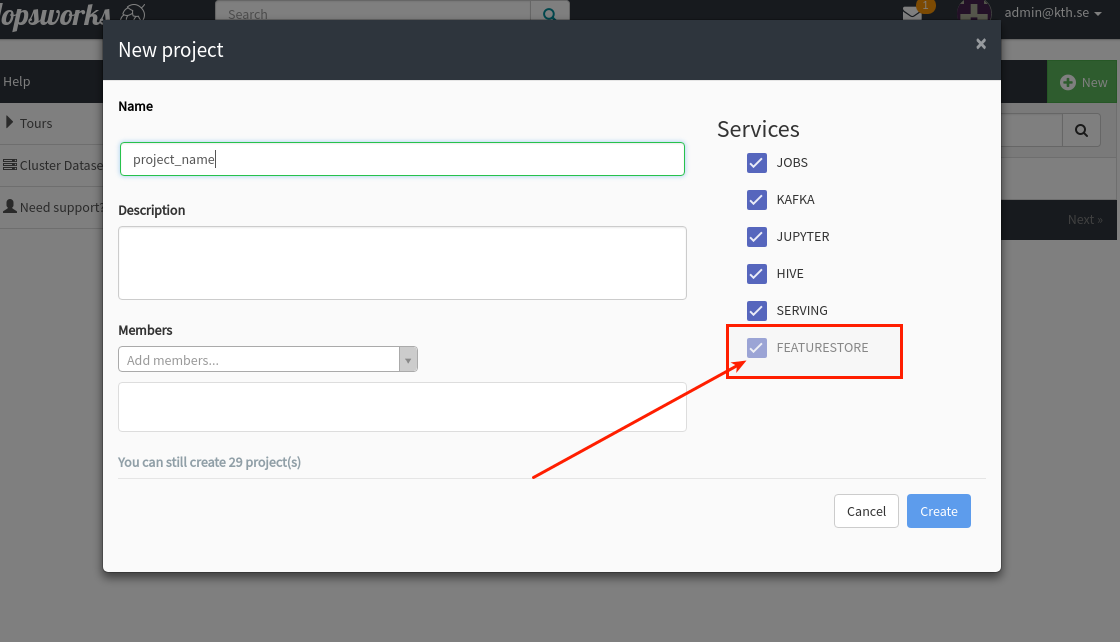 opsworks
Search
1
admin@kth.se
New project
×
Help
New
Tours
Cluster Datase
Need support?
Next »
Name
project_name
Description
Members
Add members...
You can still create 29 project(s)
Services
JOBS
KAFKA
JUPYTER
HIVE
SERVING
FEATURESTORE
Cancel
Create